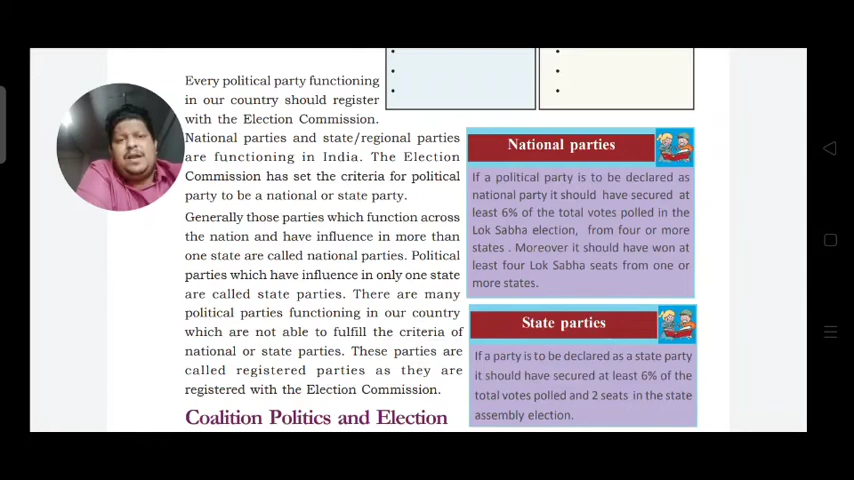 Every political party functioning
in our country should register
with the Election Commission.
National parties and state/regional parties
are functioning in India. The Election
Commission has set the criteria for political
party to be a national or state party.
Generally those parties which function across
the nation and have influence in more than
one state are called national parties. Political
parties which have influence in only one state
are called state parties. There are many
political parties functioning in our country
which are not able to fulfill the criteria of
national or state parties. These parties are
called registered parties as they are
registered with the Election Commission.
Coalition Politics and Election
National parties
If a political party is to be declared as
national party it should have secured at
least 6% of the total votes polled in the
Lok Sabha election, from four or more
states . Moreover it should have won at
least four Lok Sabha seats from one or
more states.
State parties
If a party is to be declared as a state party
it should have secured at least 6% of the
total votes polled and 2 seats in the state
assembly election.